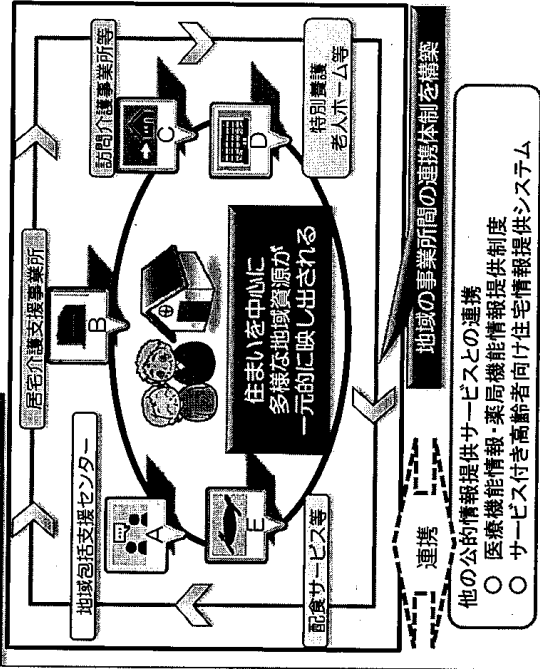 居宅介護支援事業所
地域包括支援センター
訪問介護事業所等
B
A
C
住まいを中心に
多様な地域資源が
一元的に映し出される
E
D
配食サービス等
特別養護
老人ホーム等
地域の事業所間の連携体制を構築
連携
他の公的情報提供サービスとの連携
○ 医療機能情報・薬局機能情報提供制度
○ サービス付き高齢者向け住宅情報提供システム